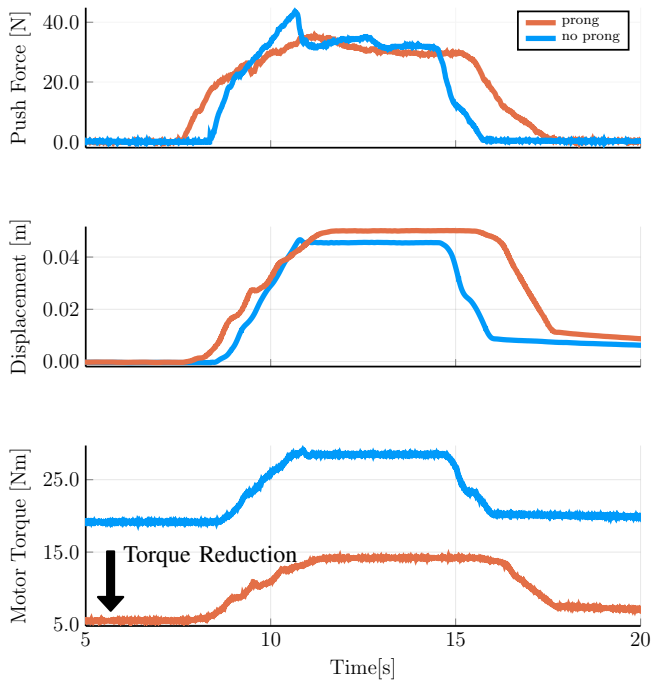 Push Force [N]
40.0
20.0
0.0
prong
no prong
Displacement [m]
0.04
0.02
0.00
Motor Torque [Nm]
25.0
15.0
5.0
Torque Reduction
5
10
15
20
Time[s]